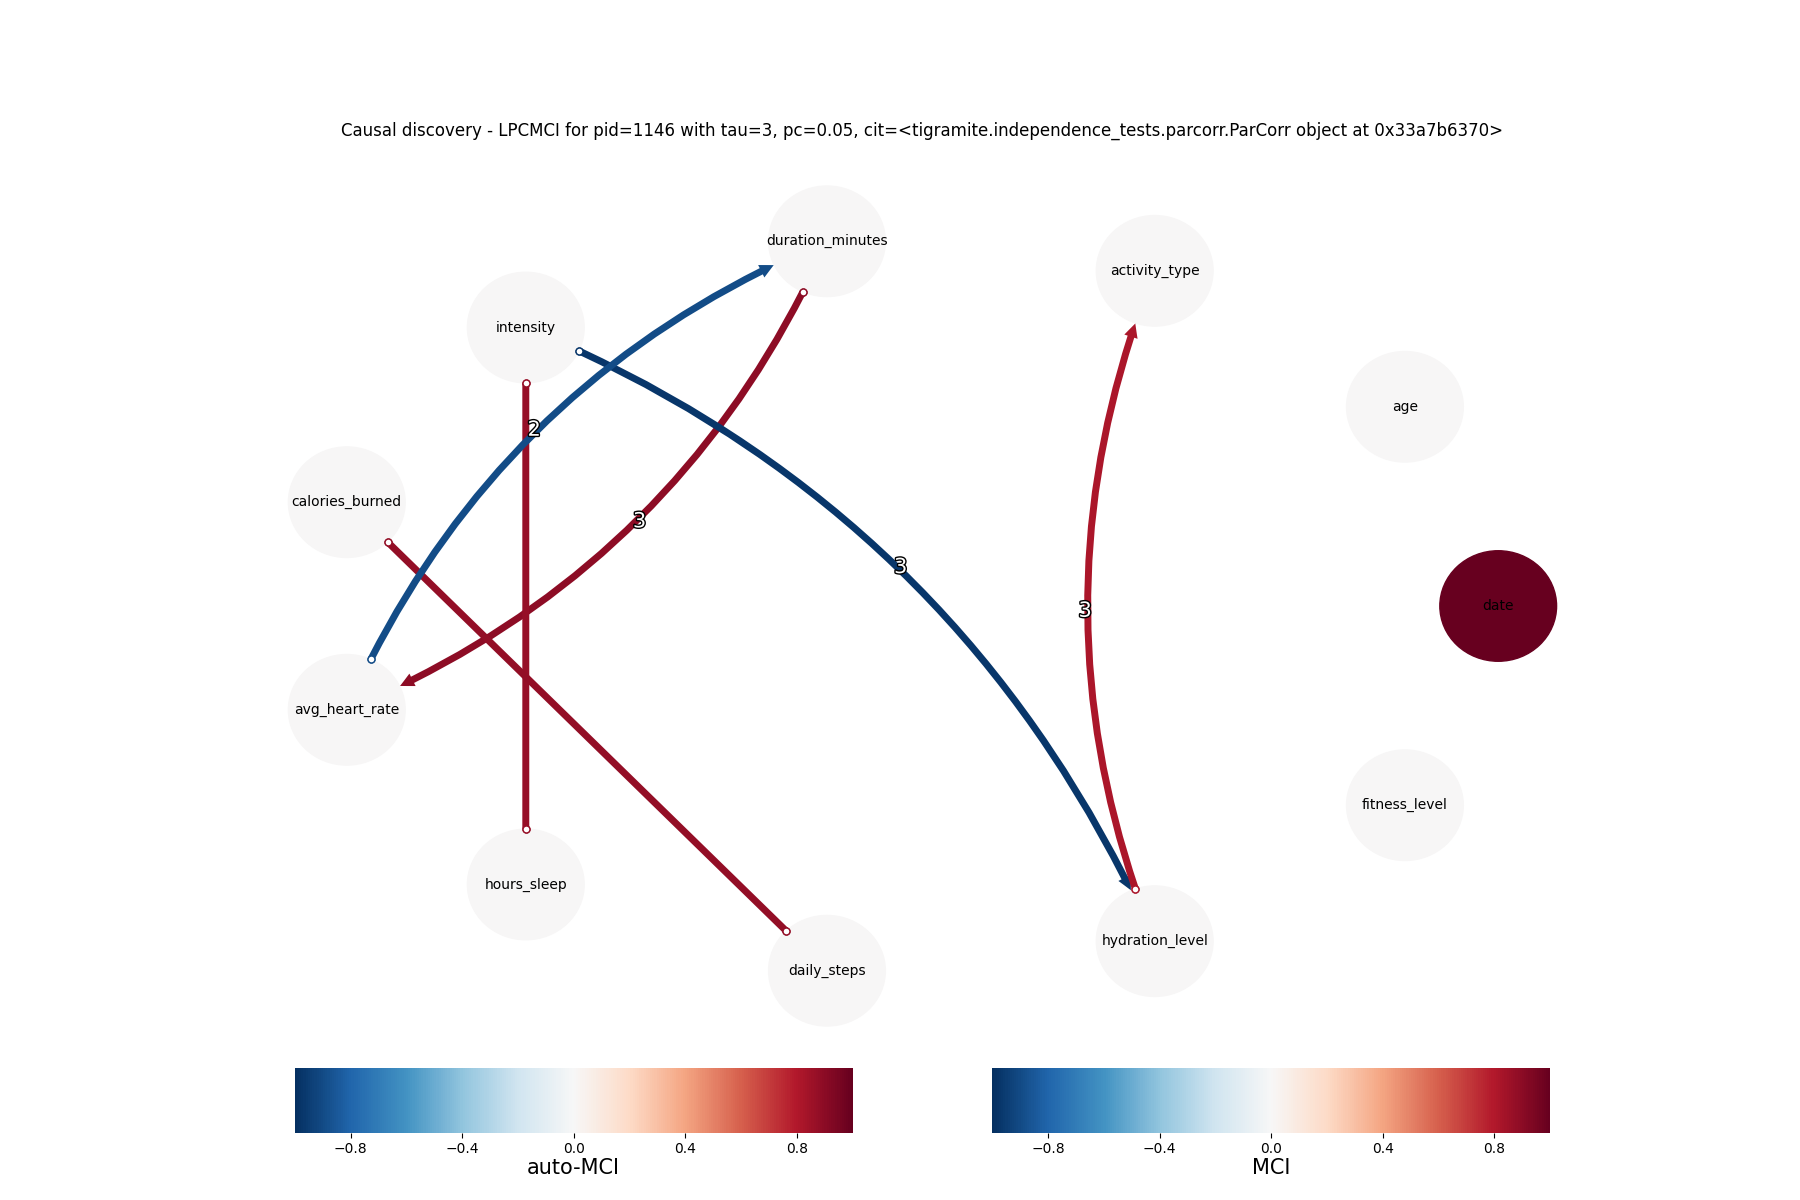 Causal discovery - LPCMCI for pid=1146 with tau=3, pc=0.05, cit=<tigramite.independence_tests.parcorr.ParCorr object at 0x33a7b6370>
duration_minutes
activity_type
intensity
age
2
calories_burned
3
3
date
3
avg_heart_rate
fitness_level
hours_sleep
hydration_level
daily_steps
−0.8 −0.4 0.0 0.4 0.8
auto-MCI
−0.8 −0.4 0.0 0.4 0.8
MCI